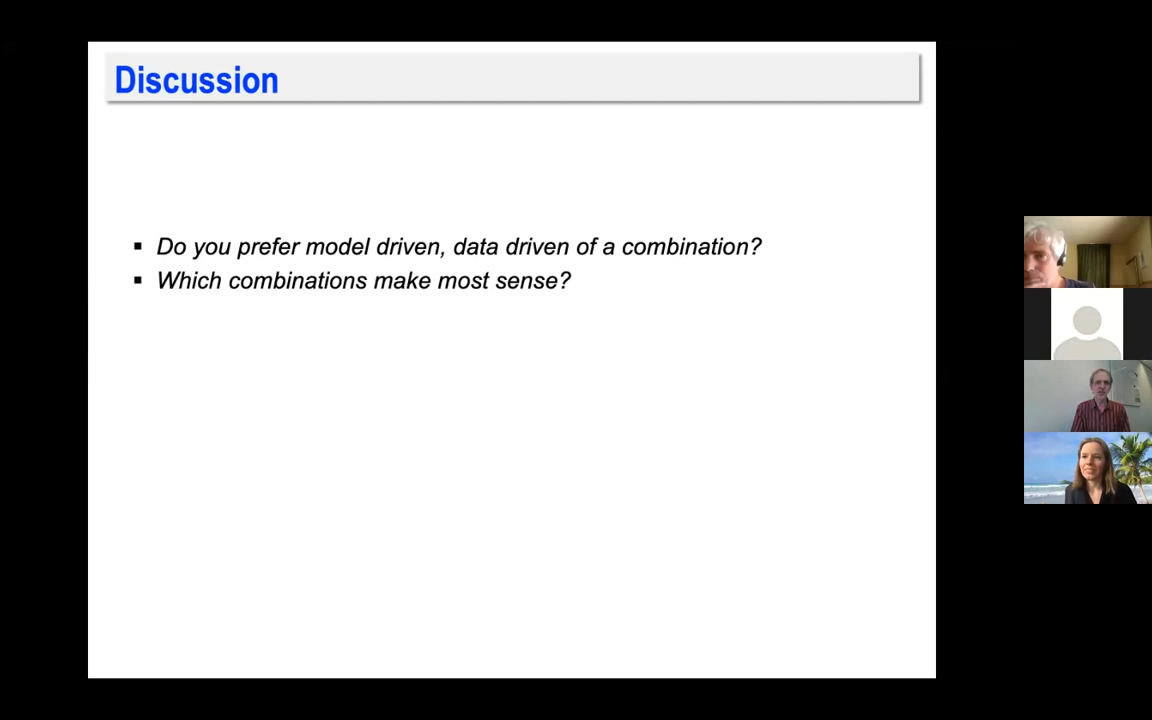 Discussion
▪ Do you prefer model driven, data driven of a combination?
▪ Which combinations make most sense?